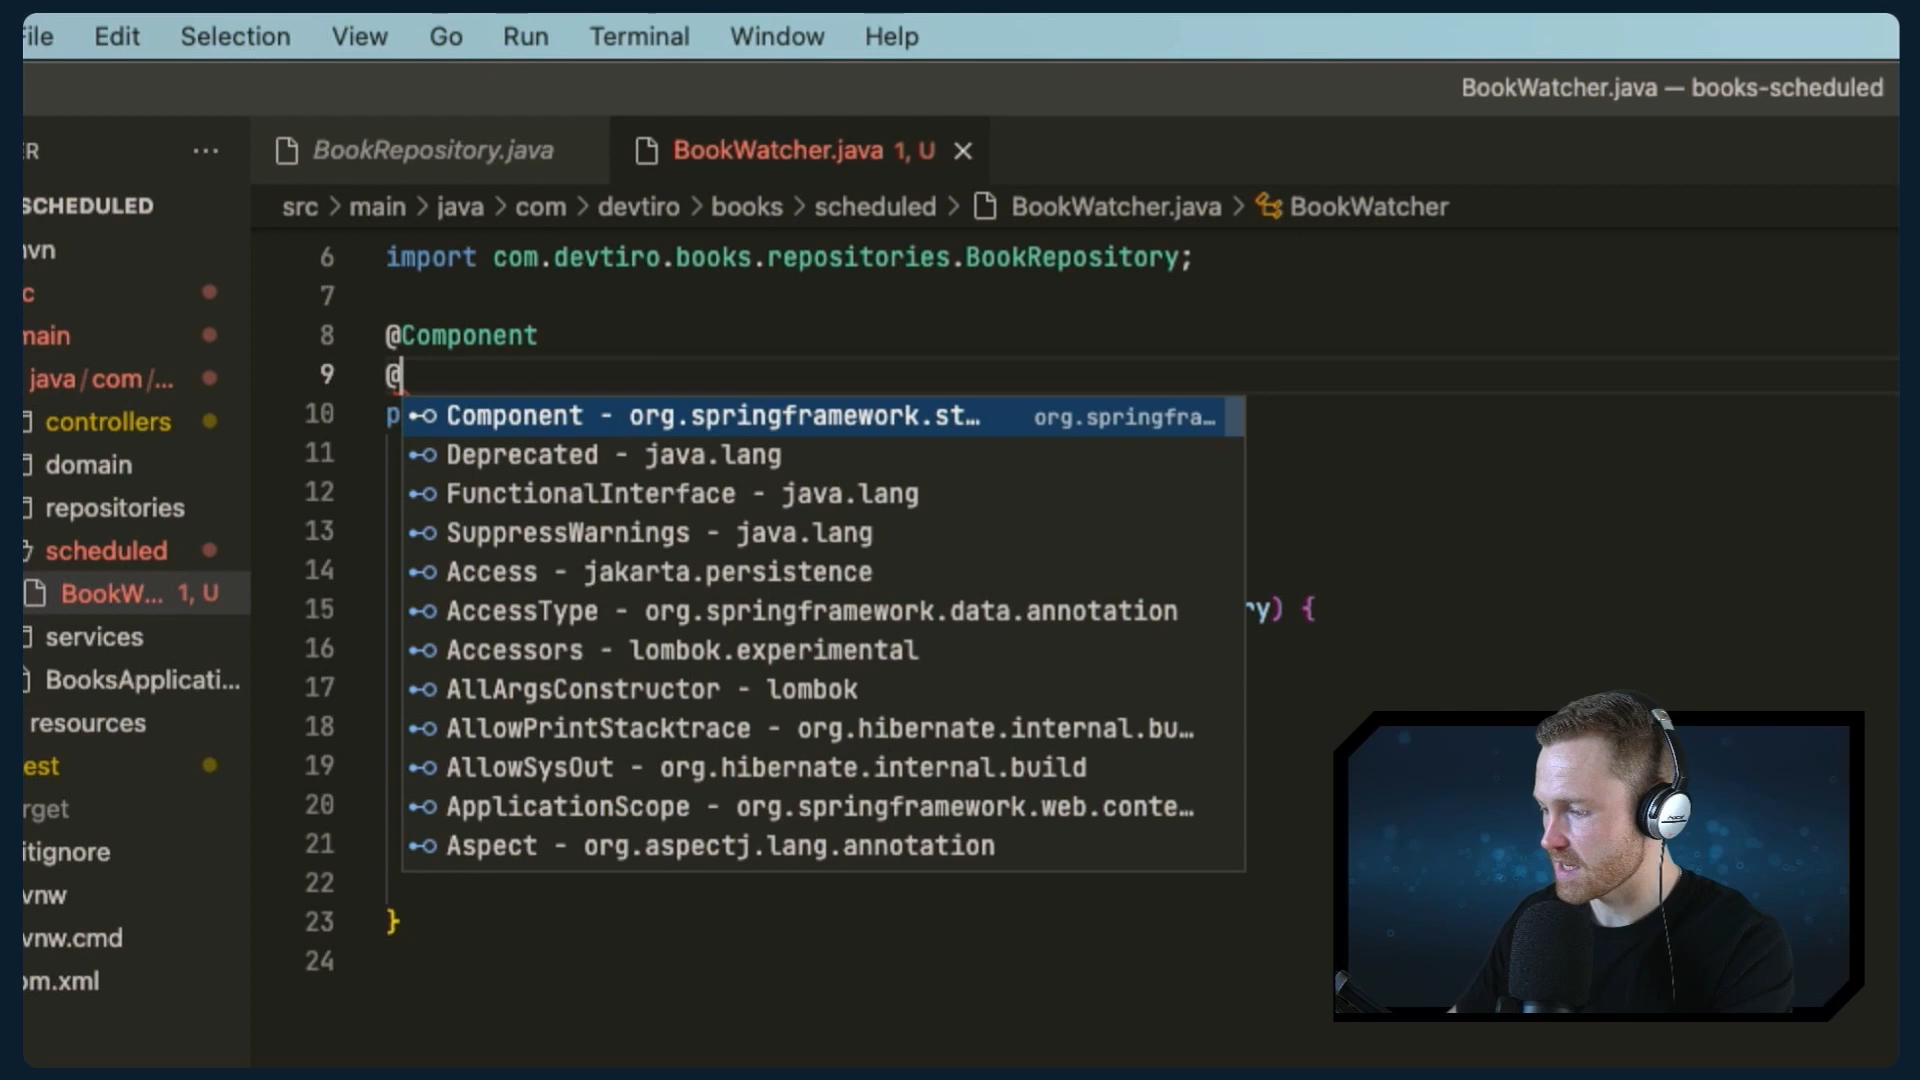 File Edit Selection View Go Run Terminal Window Help
BookWatcher.java — books-scheduled
ER ...
BookRepository.java
BookWatcher.java 1, U
SCHEDULED
src > main > java > com > devtiro > books > scheduled > BookWatcher.java > BookWatcher
vn
c
main
java/com/...
controllers
domain
repositories
scheduled
BookW... 1, U
services
BooksApplicati...
resources
est
rget
itignore
vnw
vnw.cmd
om.xml
6 import com.devtiro.books.repositories.BookRepository;
7
8 @Component
9 @
10 p
11
12
13
14
15 ry) {
16
17
18
19
20
21
22
23 }
24
Component - org.springframework.st… org.springfra…
Deprecated - java.lang
FunctionalInterface - java.lang
SuppressWarnings - java.lang
Access - jakarta.persistence
AccessType - org.springframework.data.annotation
Accessors - lombok.experimental
AllArgsConstructor - lombok
AllowPrintStacktrace - org.hibernate.internal.bu…
AllowSysOut - org.hibernate.internal.build
ApplicationScope - org.springframework.web.conte…
Aspect - org.aspectj.lang.annotation